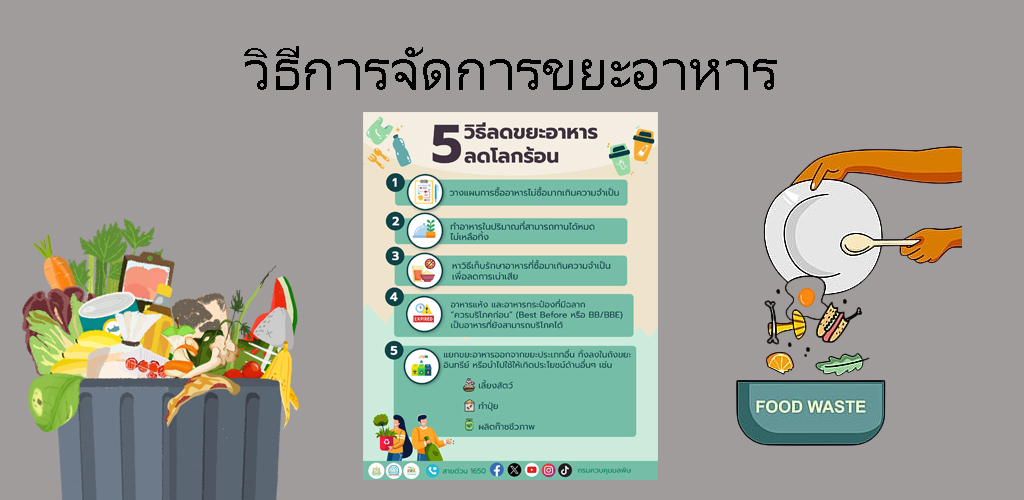 วิธีการจัดการขยะอาหาร
5 วิธีลดขยะอาหาร
ลดโลกร้อน
1 วางแผนการซื้ออาหารไม่ซื้อมากเกินความจำเป็น
2 ทำอาหารในปริมาณที่สามารถทานได้หมด
ไม่เหลือทิ้ง
3 หาวิธีเก็บรักษาอาหารที่ซื้อมาเกินความจำเป็น
เพื่อลดการเน่าเสีย
4 อาหารแห้ง และอาหารกระป๋องที่มีฉลาก
"ควรบริโภคก่อน" (Best Before หรือ BB/BBE)
เป็นอาหารที่ยังสามารถบริโภคได้
EXPIRED
5 แยกขยะอาหารออกจากขยะประเภทอื่น ทิ้งลงในถังขยะ
อินทรีย์ หรือนำไปใช้ให้เกิดประโยชน์ด้านอื่นๆ เช่น
เลี้ยงสัตว์
ทำปุ๋ย
ผลิตก๊าซชีวภาพ
สายด่วน 1650
กรมควบคุมมลพิษ
FOOD WASTE